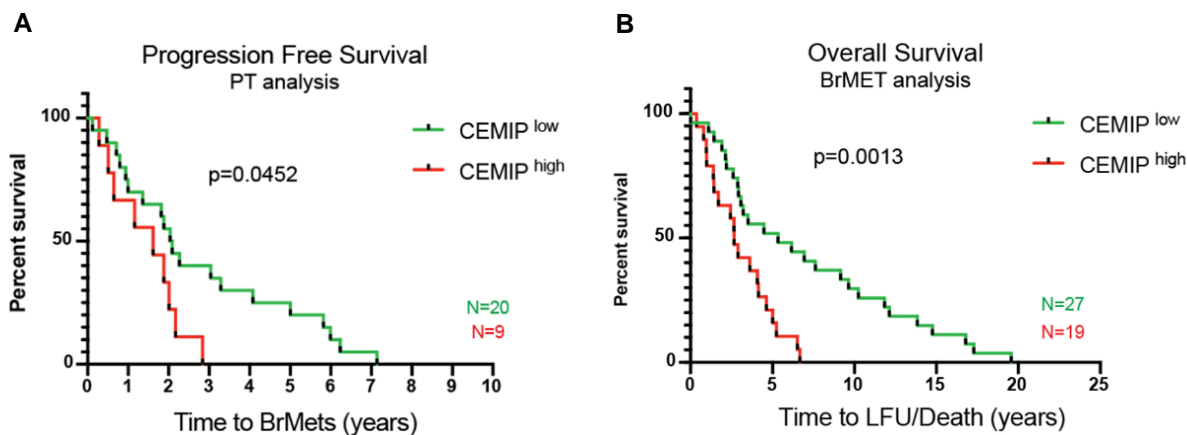 A
Progression Free Survival
PT analysis
CEMIP low
CEMIP high
p=0.0452
N=20
N=9
Percent survival
100
50
0
0 1 2 3 4 5 6 7 8 9 10
Time to BrMets (years)
B
Overall Survival
BrMET analysis
CEMIP low
CEMIP high
p=0.0013
N=27
N=19
Percent survival
100
50
0
0 5 10 15 20 25
Time to LFU/Death (years)